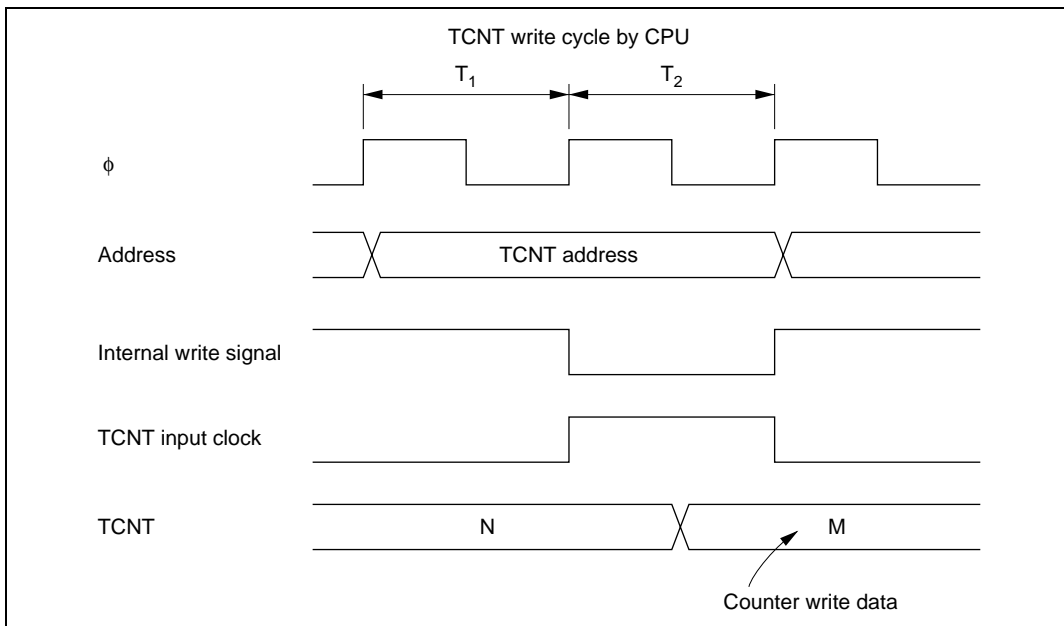 TCNT write cycle by CPU
T1 T2
ϕ
Address TCNT address
Internal write signal
TCNT input clock
TCNT N M
Counter write data